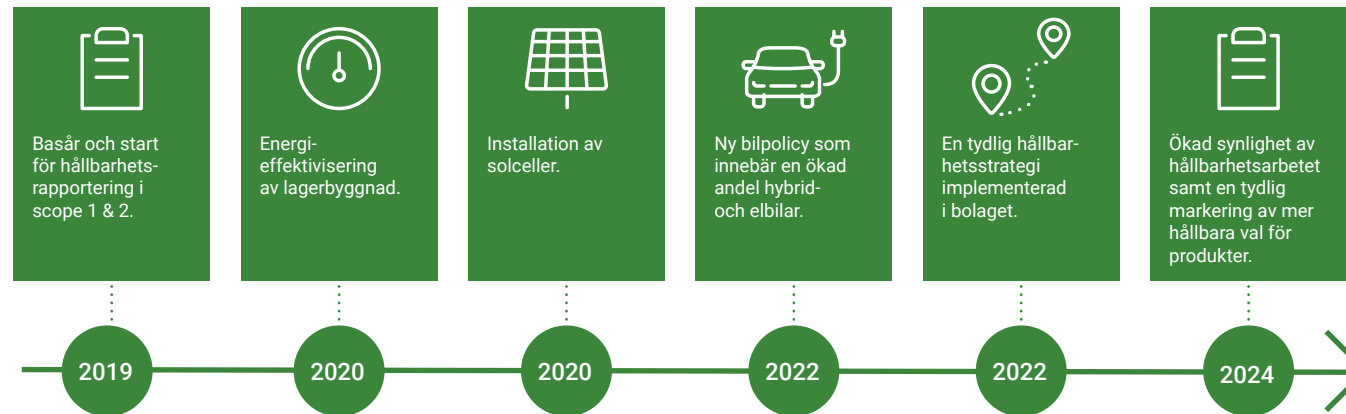 Basår och start
för hållbarhets-
rapportering i
scope 1 & 2.
Energi-
effektivisering
av lagerbyggnad.
Installation av
solceller.
Ny bilpolicy som
innebär en ökad
andel hybrid-
och elbilar.
En tydlig hållbar-
hetsstrategi
implementerad
i bolaget.
Ökad synlighet av
hållbarhetsarbetet
samt en tydlig
markering av mer
hållbara val för
produkter.
2019
2020
2020
2022
2022
2024